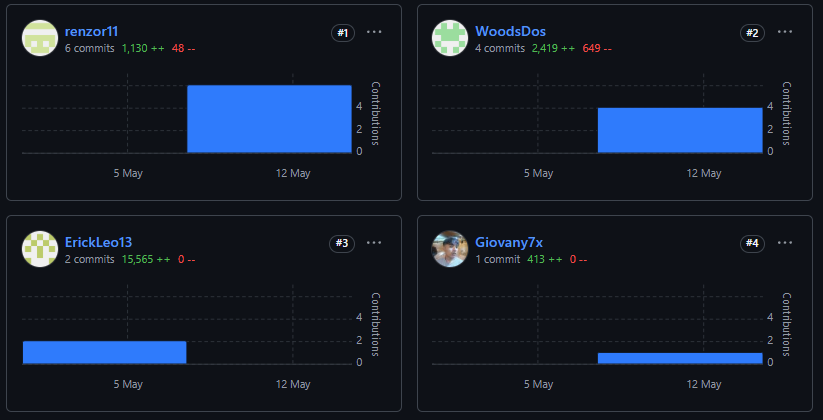 renzor11
#1
6 commits 1,130 ++ 48 --
Contributions
4
2
0
5 May
12 May
WoodsDos
#2
4 commits 2,419 ++ 649 --
Contributions
4
2
0
5 May
12 May
ErickLeo13
#3
2 commits 15,565 ++ 0 --
Contributions
4
2
0
5 May
12 May
Giovany7x
#4
1 commit 413 ++ 0 --
Contributions
4
2
0
5 May
12 May